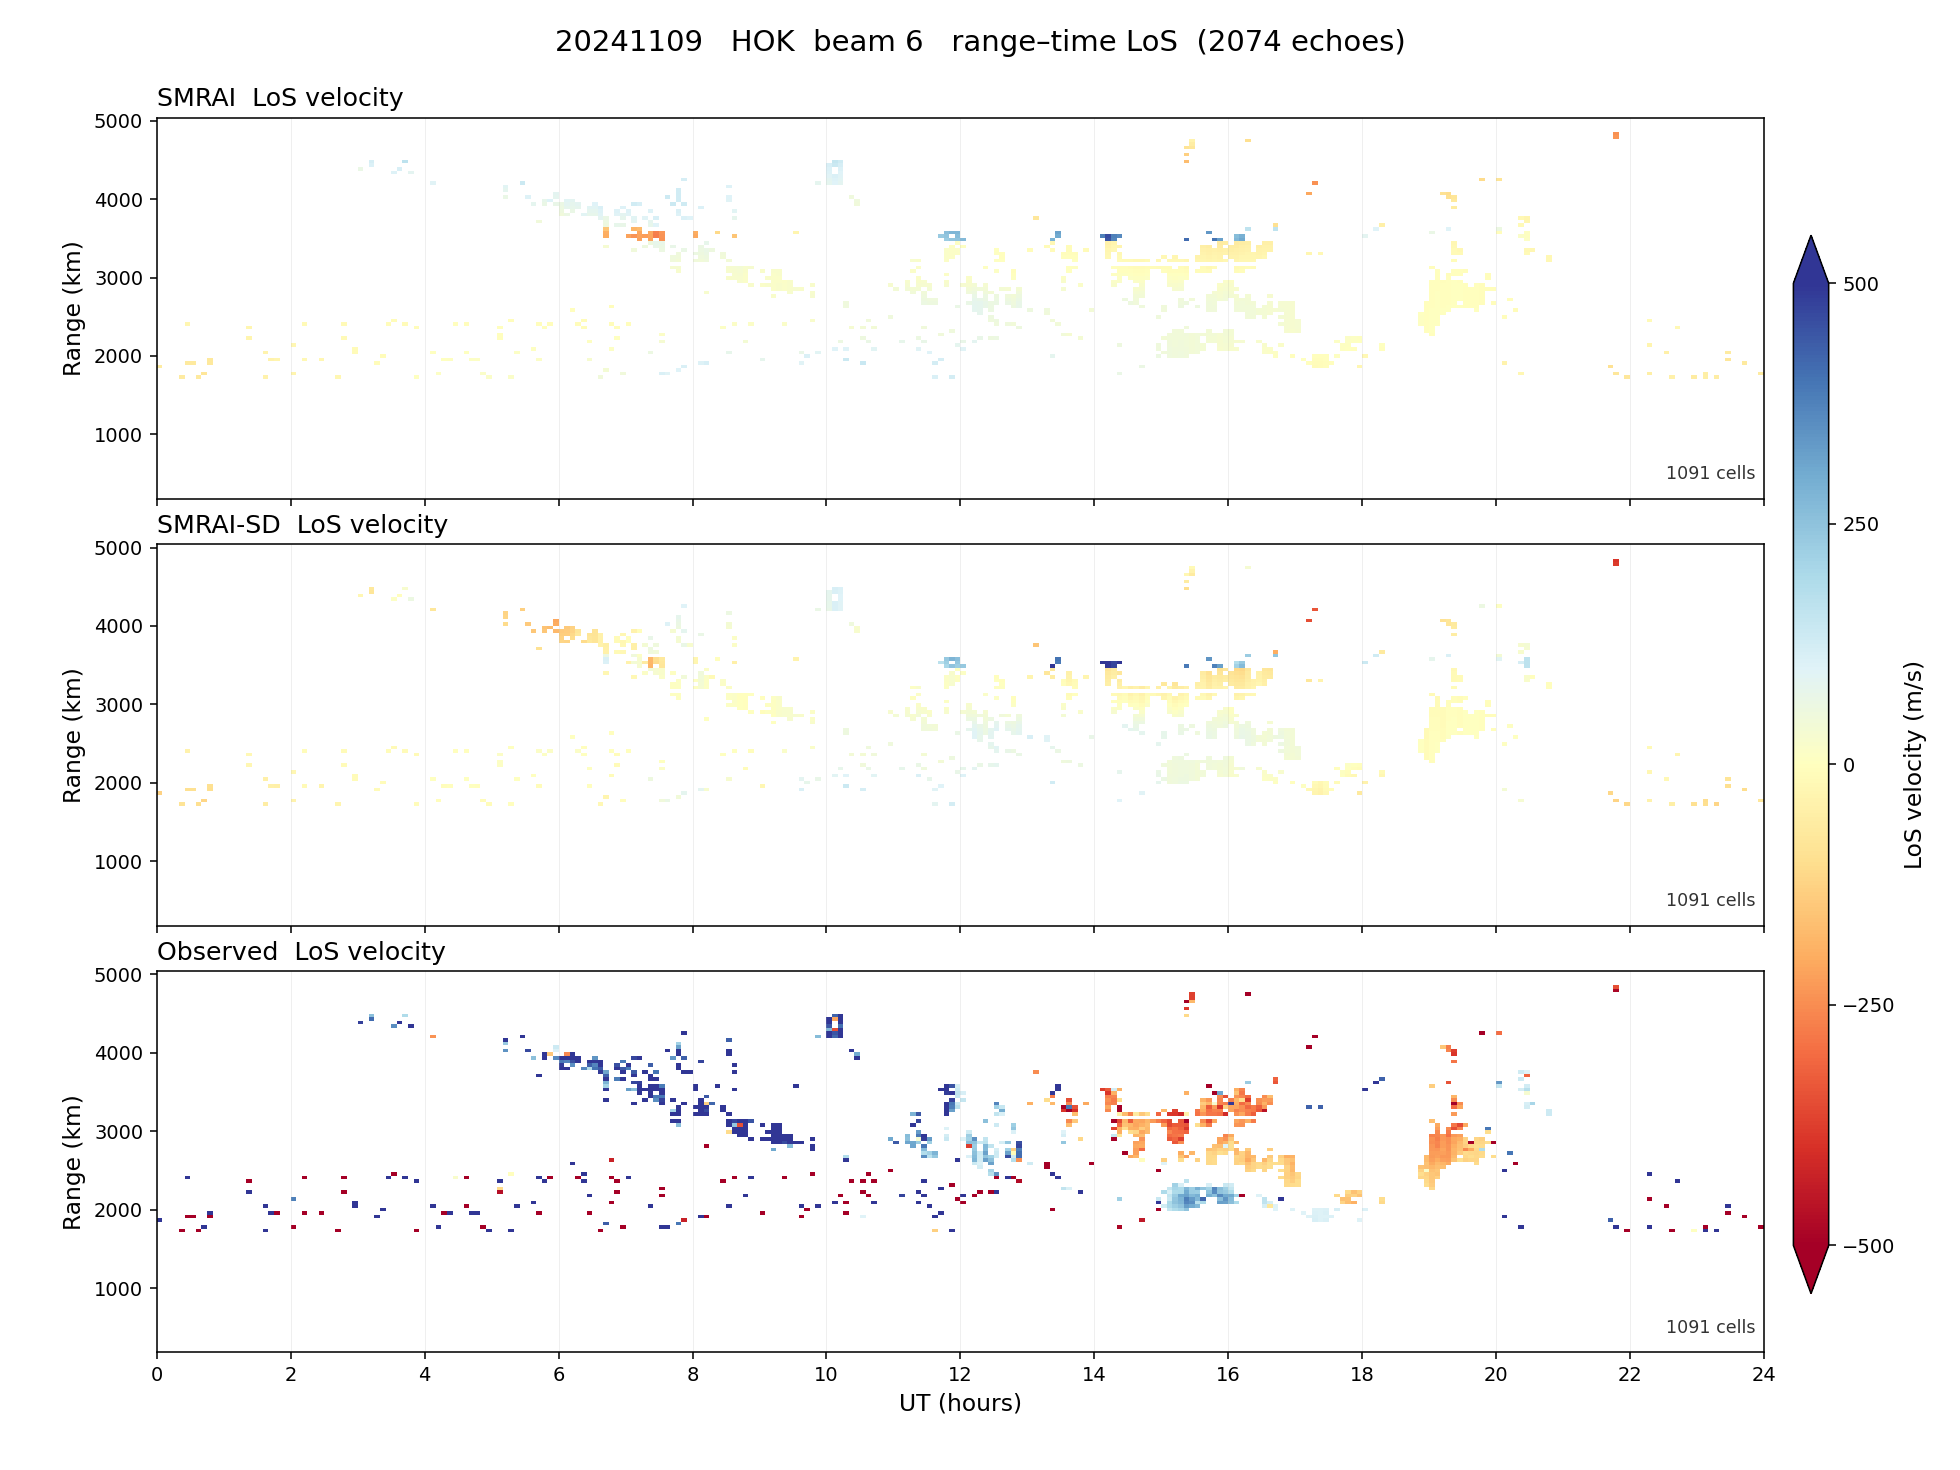 20241109   HOK  beam 6   range–time LoS  (2074 echoes)
SMRAI  LoS velocity
5000
4000
3000
2000
1000
Range (km)
1091 cells
SMRAI-SD  LoS velocity
5000
4000
3000
2000
1000
Range (km)
1091 cells
Observed  LoS velocity
5000
4000
3000
2000
1000
Range (km)
1091 cells
0 2 4 6 8 10 12 14 16 18 20 22 24
UT (hours)
500
250
0
−250
−500
LoS velocity (m/s)